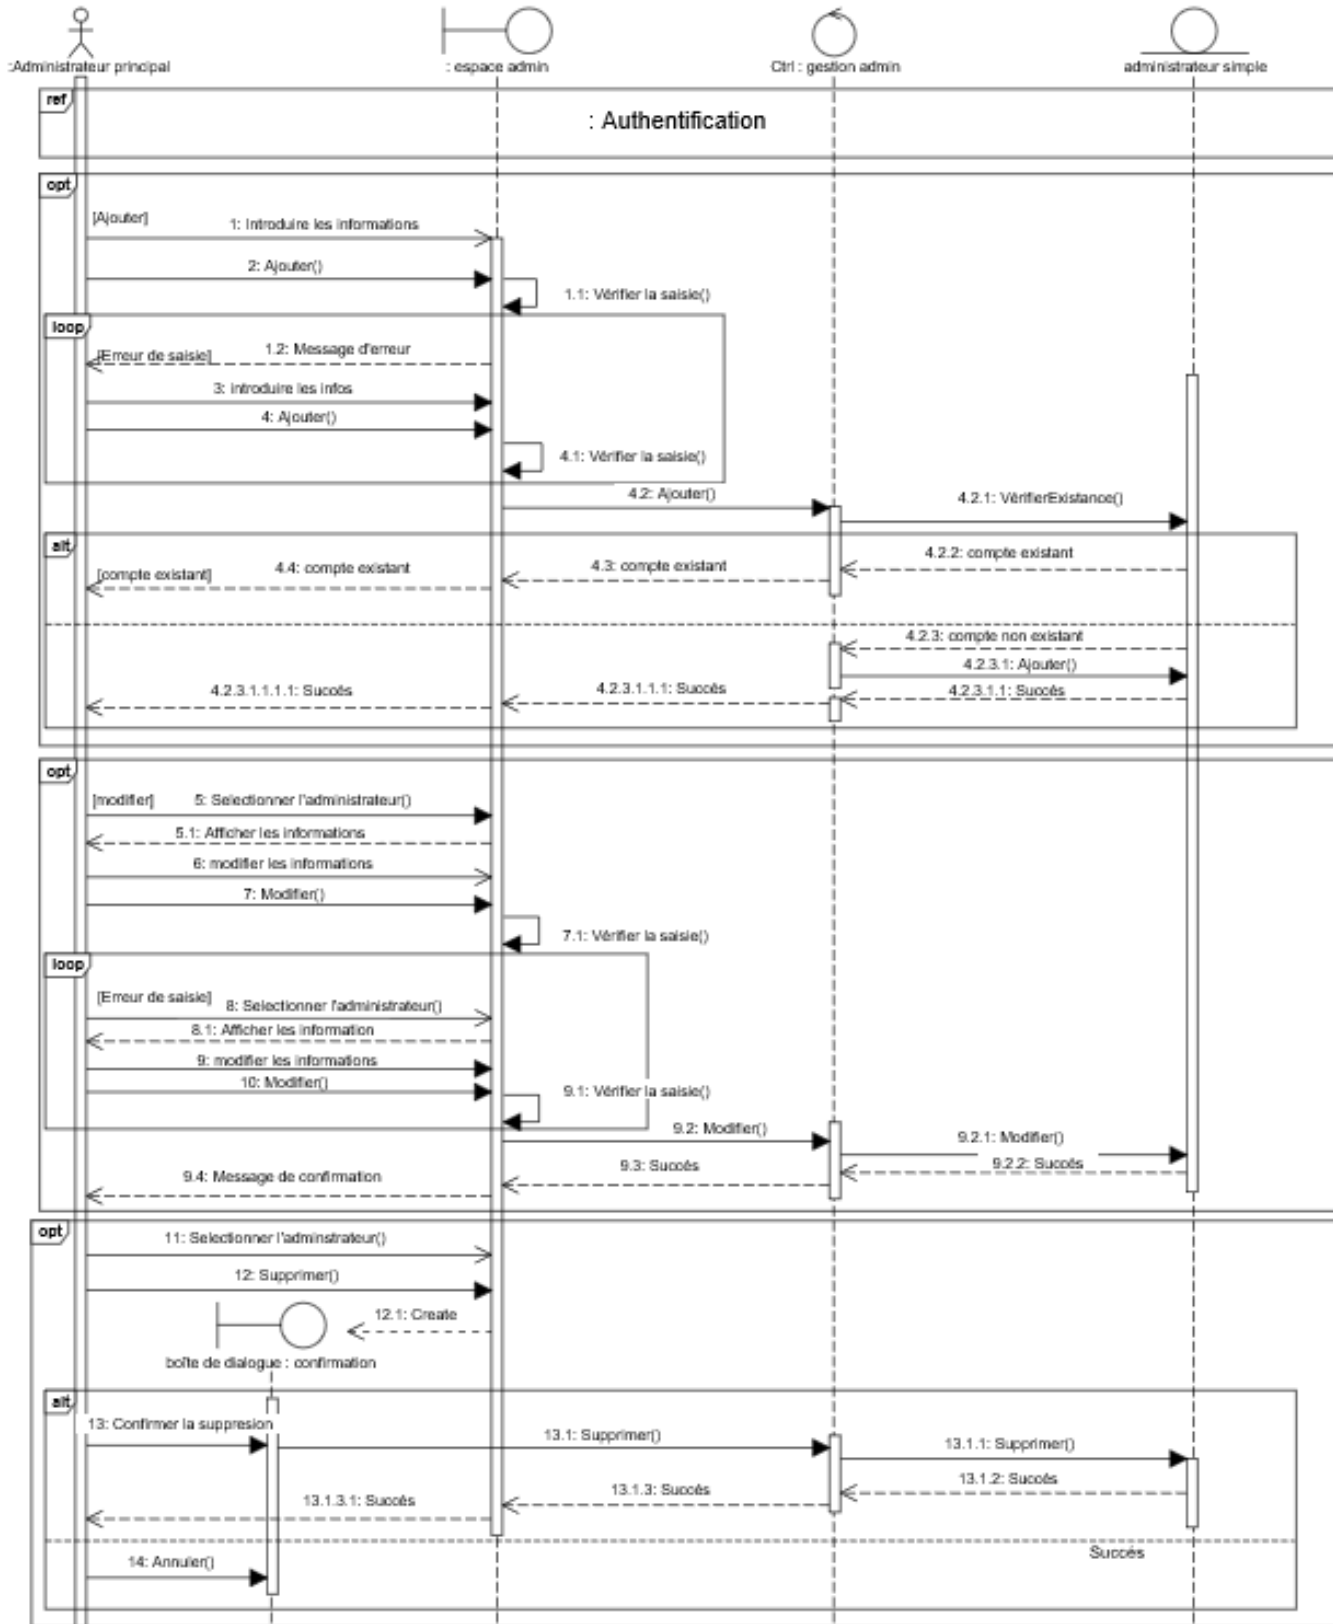 :Administrateur principal
: espace admin
Ctrl : gestion admin
administrateur simple
ref
: Authentification
opt
[Ajouter]
1: Introduire les informations
2: Ajouter()
1.1: Vérifier la saisie()
loop
[Erreur de saisie]
1.2: Message d'erreur
3: introduire les infos
4: Ajouter()
4.1: Vérifier la saisie()
4.2: Ajouter()
4.2.1: VérifierExistance()
alt
[compte existant]
4.4: compte existant
4.3: compte existant
4.2.2: compte existant
4.2.3: compte non existant
4.2.3.1: Ajouter()
4.2.3.1.1.1.1: Succès
4.2.3.1.1.1: Succès
4.2.3.1.1: Succès
opt
[modifier]
5: Selectionner l'administrateur()
5.1: Afficher les informations
6: modifier les informations
7: Modifier()
7.1: Vérifier la saisie()
loop
[Erreur de saisie]
8: Selectionner l'administrateur()
8.1: Afficher les information
9: modifier les informations
10: Modifier()
9.1: Vérifier la saisie()
9.2: Modifier()
9.2.1: Modifier()
9.4: Message de confirmation
9.3: Succès
9.2.2: Succès
opt
11: Selectionner l'adminstrateur()
12: Supprimer()
12.1: Create
boîte de dialogue : confirmation
alt
13: Confirmer la suppresion
13.1: Supprimer()
13.1.1: Supprimer()
13.1.3.1: Succès
13.1.3: Succès
13.1.2: Succès
Succès
14: Annuler()